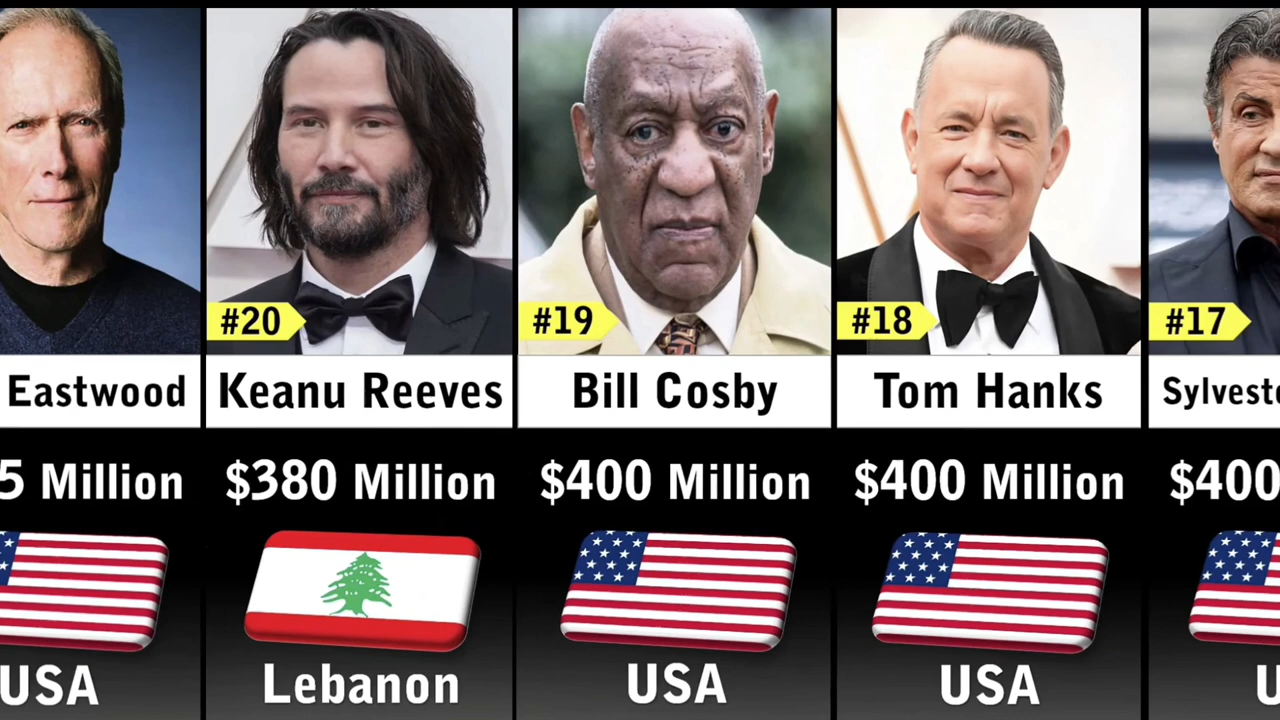 #20
#19
#18
#17
Eastwood
Keanu Reeves
Bill Cosby
Tom Hanks
Sylveste
5 Million
$380 Million
$400 Million
$400 Million
$400
USA
Lebanon
USA
USA
U